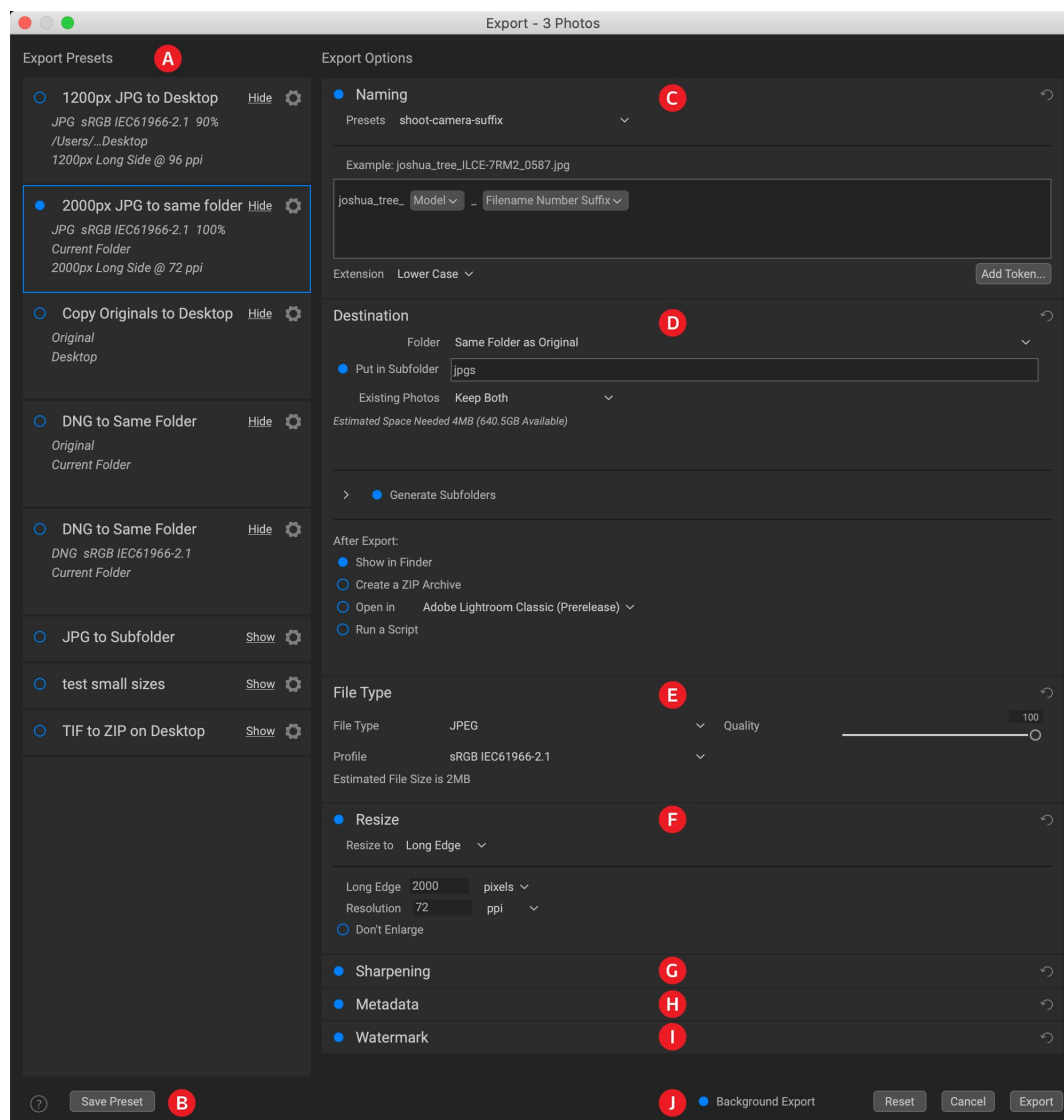 Export - 3 Photos
Export Presets
A
1200px JPG to Desktop Hide
JPG sRGB IEC61966-2.1 90%
/Users/...Desktop
1200px Long Side @ 96 ppi
2000px JPG to same folder Hide
JPG sRGB IEC61966-2.1 100%
Current Folder
2000px Long Side @ 72 ppi
Copy Originals to Desktop Hide
Original
Desktop
DNG to Same Folder Hide
Original
Current Folder
DNG to Same Folder Hide
DNG sRGB IEC61966-2.1
Current Folder
JPG to Subfolder Show
test small sizes Show
TIF to ZIP on Desktop Show
? Save Preset B
Export Options
Naming C
Presets shoot-camera-suffix
Example: joshua_tree_ILCE-7RM2_0587.jpg
joshua_tree_ Model _ Filename Number Suffix
Extension Lower Case Add Token...
Destination D
Folder Same Folder as Original
Put in Subfolder jpgs
Existing Photos Keep Both
Estimated Space Needed 4MB (640.5GB Available)
Generate Subfolders
After Export:
Show in Finder
Create a ZIP Archive
Open in Adobe Lightroom Classic (Prerelease)
Run a Script
File Type E
File Type JPEG Quality 100
Profile sRGB IEC61966-2.1
Estimated File Size is 2MB
Resize F
Resize to Long Edge
Long Edge 2000 pixels
Resolution 72 ppi
Don't Enlarge
Sharpening G
Metadata H
Watermark I
J Background Export Reset Cancel Export